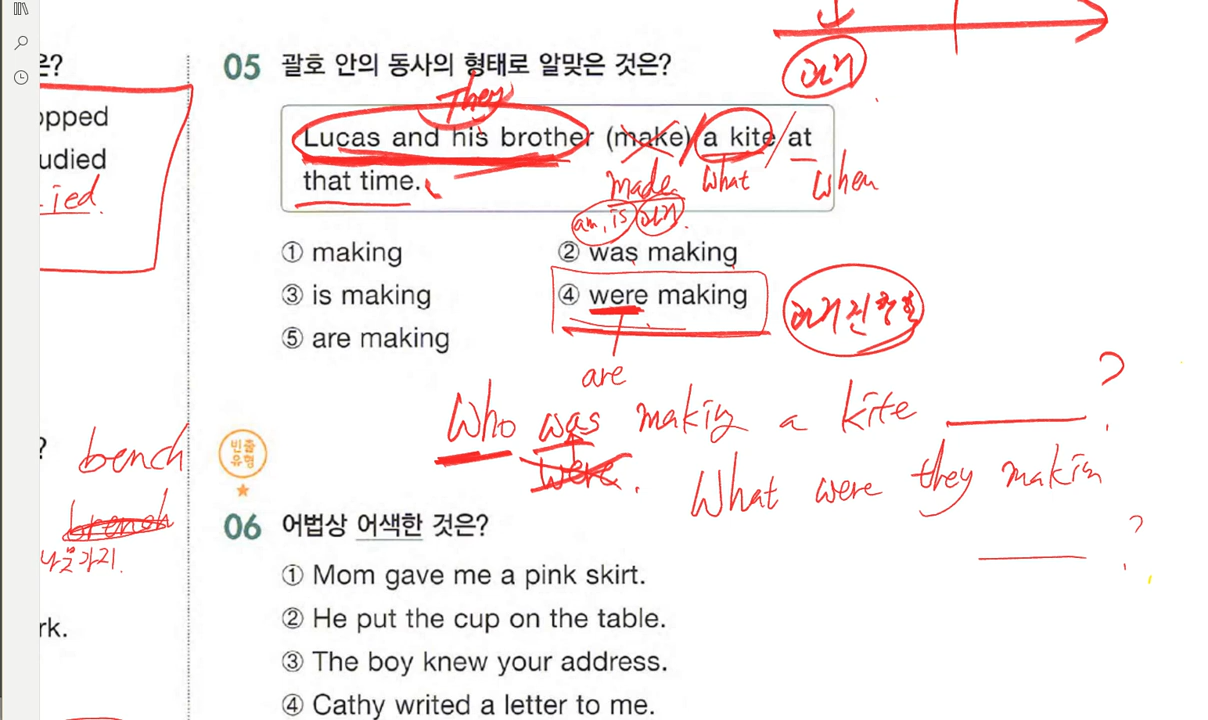 은?
opped
udied
ied
05 괄호 안의 동사의 형태로 알맞은 것은?
과거
They
Lucas and his brother (make) a kite at
that time.
made what when
am, is 과거
① making ② was making
③ is making ④ were making
⑤ are making
과거진행형
are
Who was making a kite ?
were.
What were they making
?
?
bench
brench
나뭇가지.
빈출
유형
06 어법상 어색한 것은?
① Mom gave me a pink skirt.
② He put the cup on the table.
③ The boy knew your address.
④ Cathy writed a letter to me.
rk.